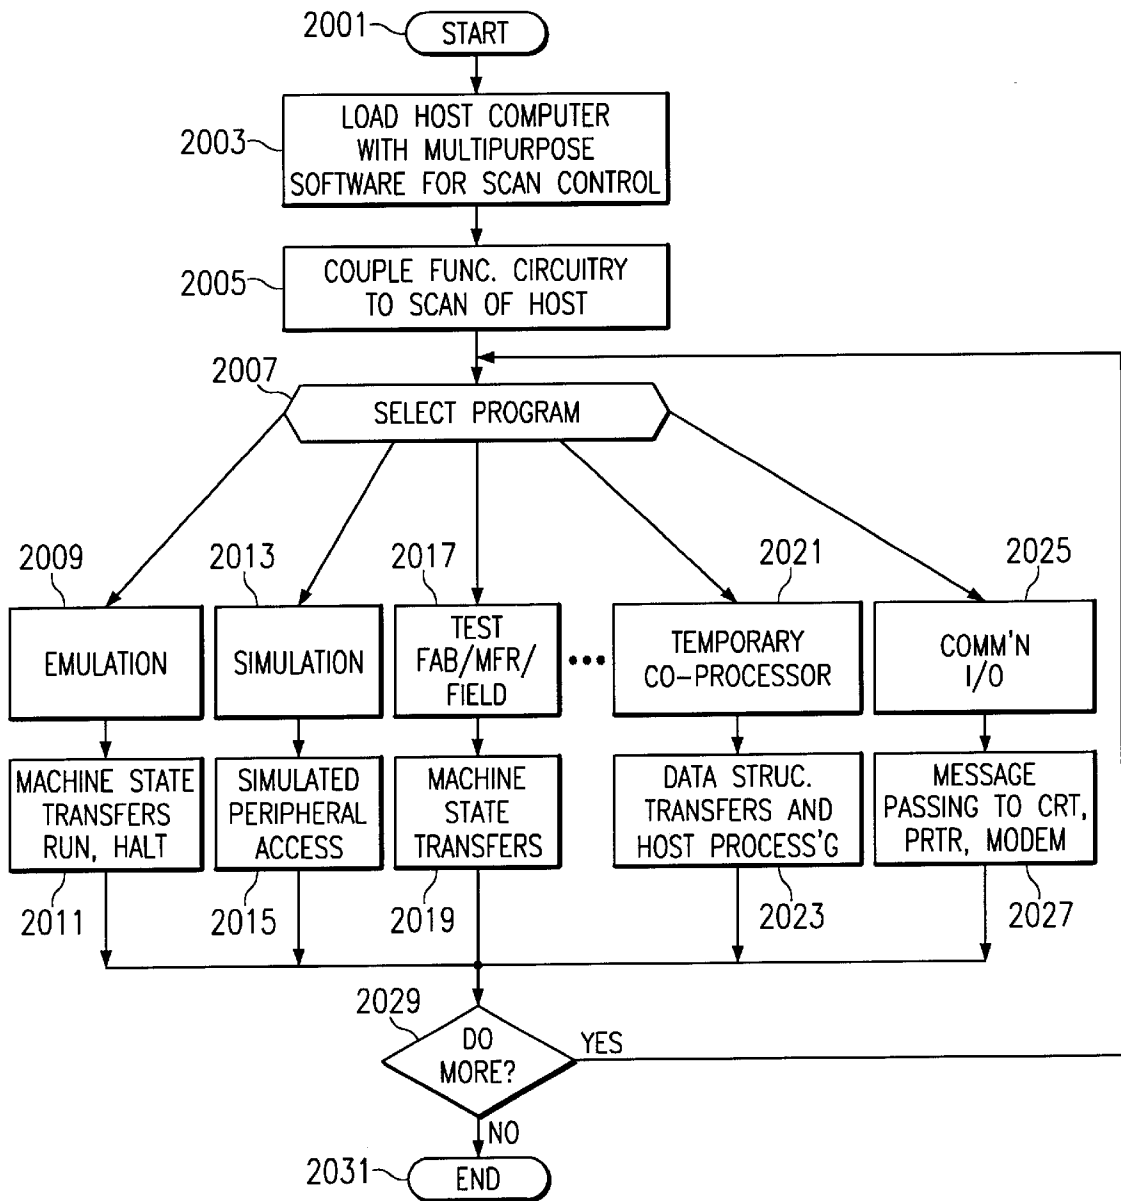 2001
START
2003
LOAD HOST COMPUTER
WITH MULTIPURPOSE
SOFTWARE FOR SCAN CONTROL
2005
COUPLE FUNC. CIRCUITRY
TO SCAN OF HOST
2007
SELECT PROGRAM
2009
EMULATION
2013
SIMULATION
2017
TEST
FAB/MFR/
FIELD
2021
TEMPORARY
CO-PROCESSOR
2025
COMM'N
I/O
MACHINE STATE
TRANSFERS
RUN, HALT
2011
SIMULATED
PERIPHERAL
ACCESS
2015
MACHINE
STATE
TRANSFERS
2019
DATA STRUC.
TRANSFERS AND
HOST PROCESS'G
2023
MESSAGE
PASSING TO CRT,
PRTR, MODEM
2027
2029
DO
MORE?
YES
NO
2031
END